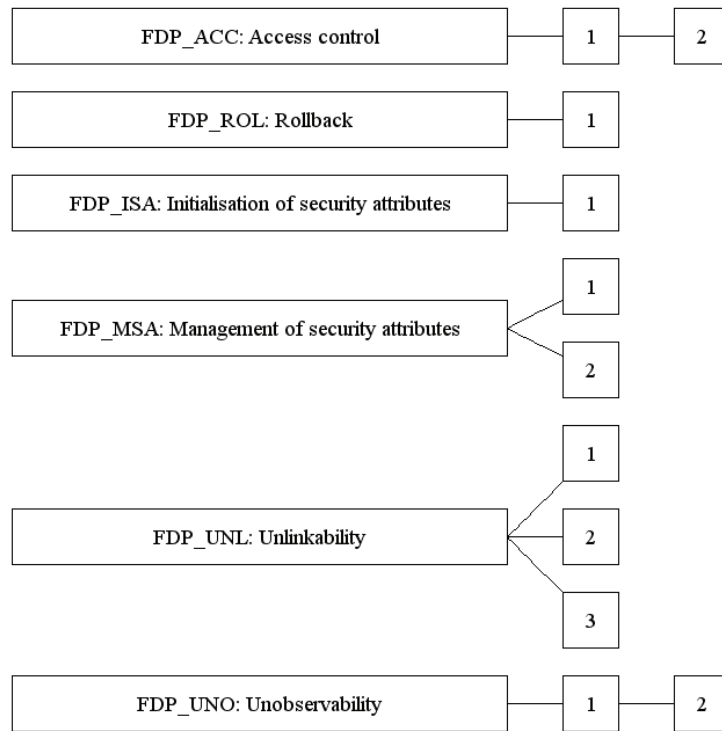 FDP_ACC: Access control 1 2
FDP_ROL: Rollback 1
FDP_ISA: Initialisation of security attributes 1
1
FDP_MSA: Management of security attributes
2
1
FDP_UNL: Unlinkability 2
3
FDP_UNO: Unobservability 1 2